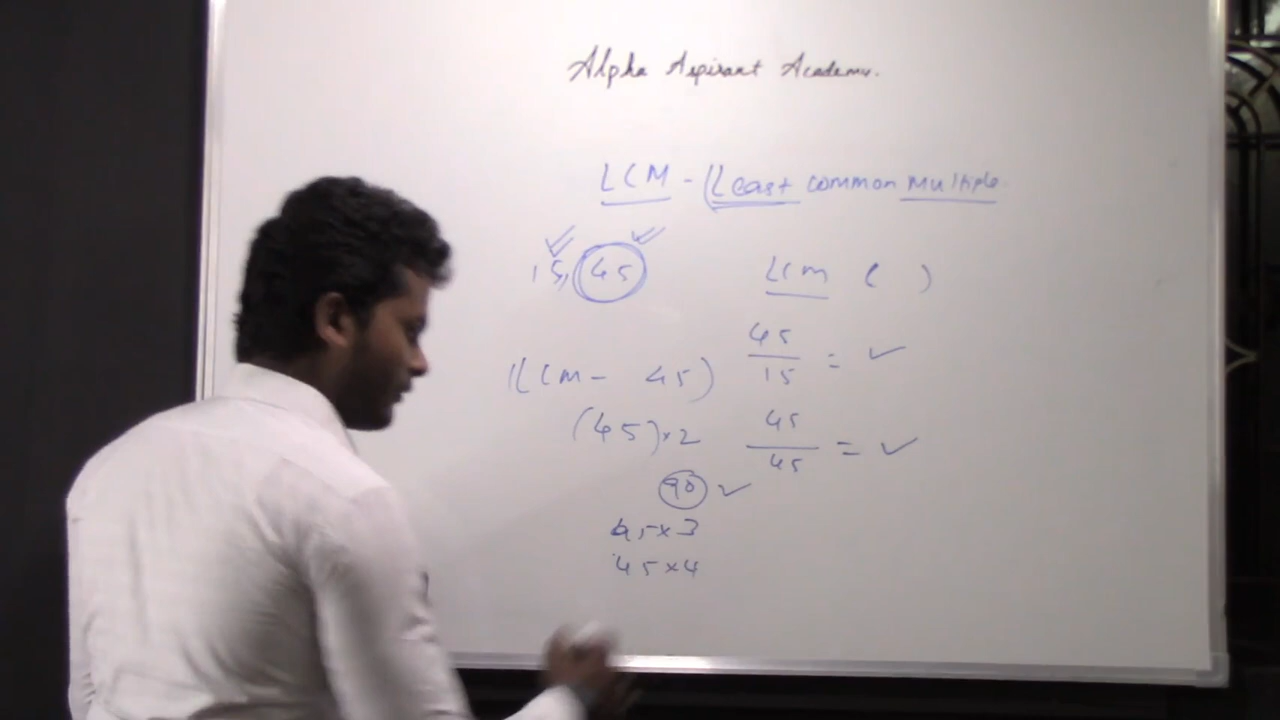 Alpha Aspirant Academy.
LCM - (Least common Multiple.
15, 45
LCM ( )
45
15 = ✓
(LCM - 45)
(45)×2
45
45 = ✓
90 ✓
45×3
45×4